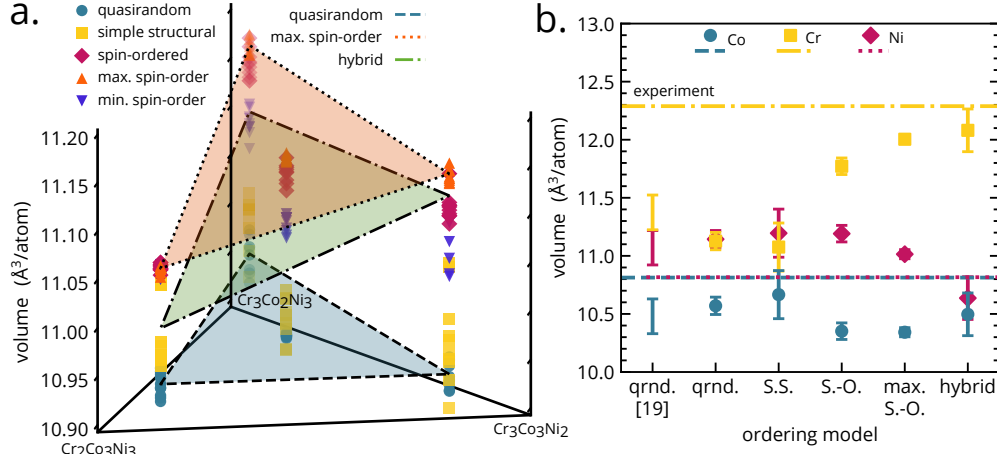 a.
quasirandom
simple structural
spin-ordered
max. spin-order
min. spin-order
quasirandom
max. spin-order
hybrid
11.20
11.15
11.10
11.05
11.00
10.95
10.90
volume (Å³/atom)
Cr₃Co₂Ni₃
Cr₃Co₃Ni₂
Cr₂Co₃Ni₃
b.
Co
Cr
Ni
experiment
13.0
12.5
12.0
11.5
11.0
10.5
10.0
volume (Å³/atom)
qrnd. qrnd. S.S. S.-O. max. hybrid
[19] S.-O.
ordering model